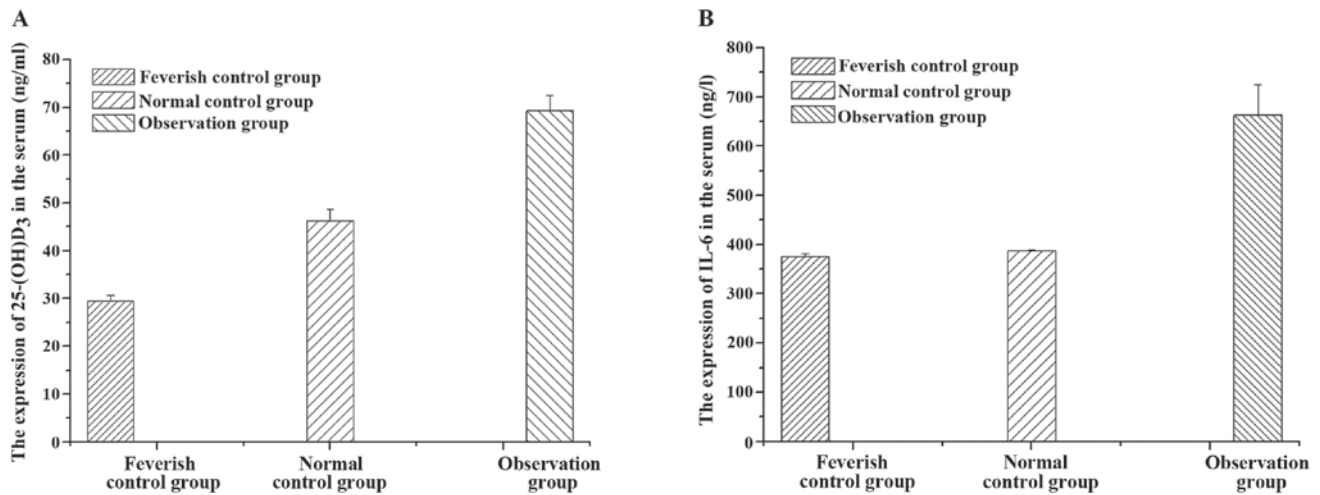 A
The expression of 25-(OH)D3 in the serum (ng/ml)
80
70
60
50
40
30
20
10
0
Feverish control group
Normal control group
Observation group
Feverish
control group
Normal
control group
Observation
group
B
The expression of IL-6 in the serum (ng/l)
800
700
600
500
400
300
200
100
0
Feverish control group
Normal control group
Observation group
Feverish
control group
Normal
control group
Observation
group